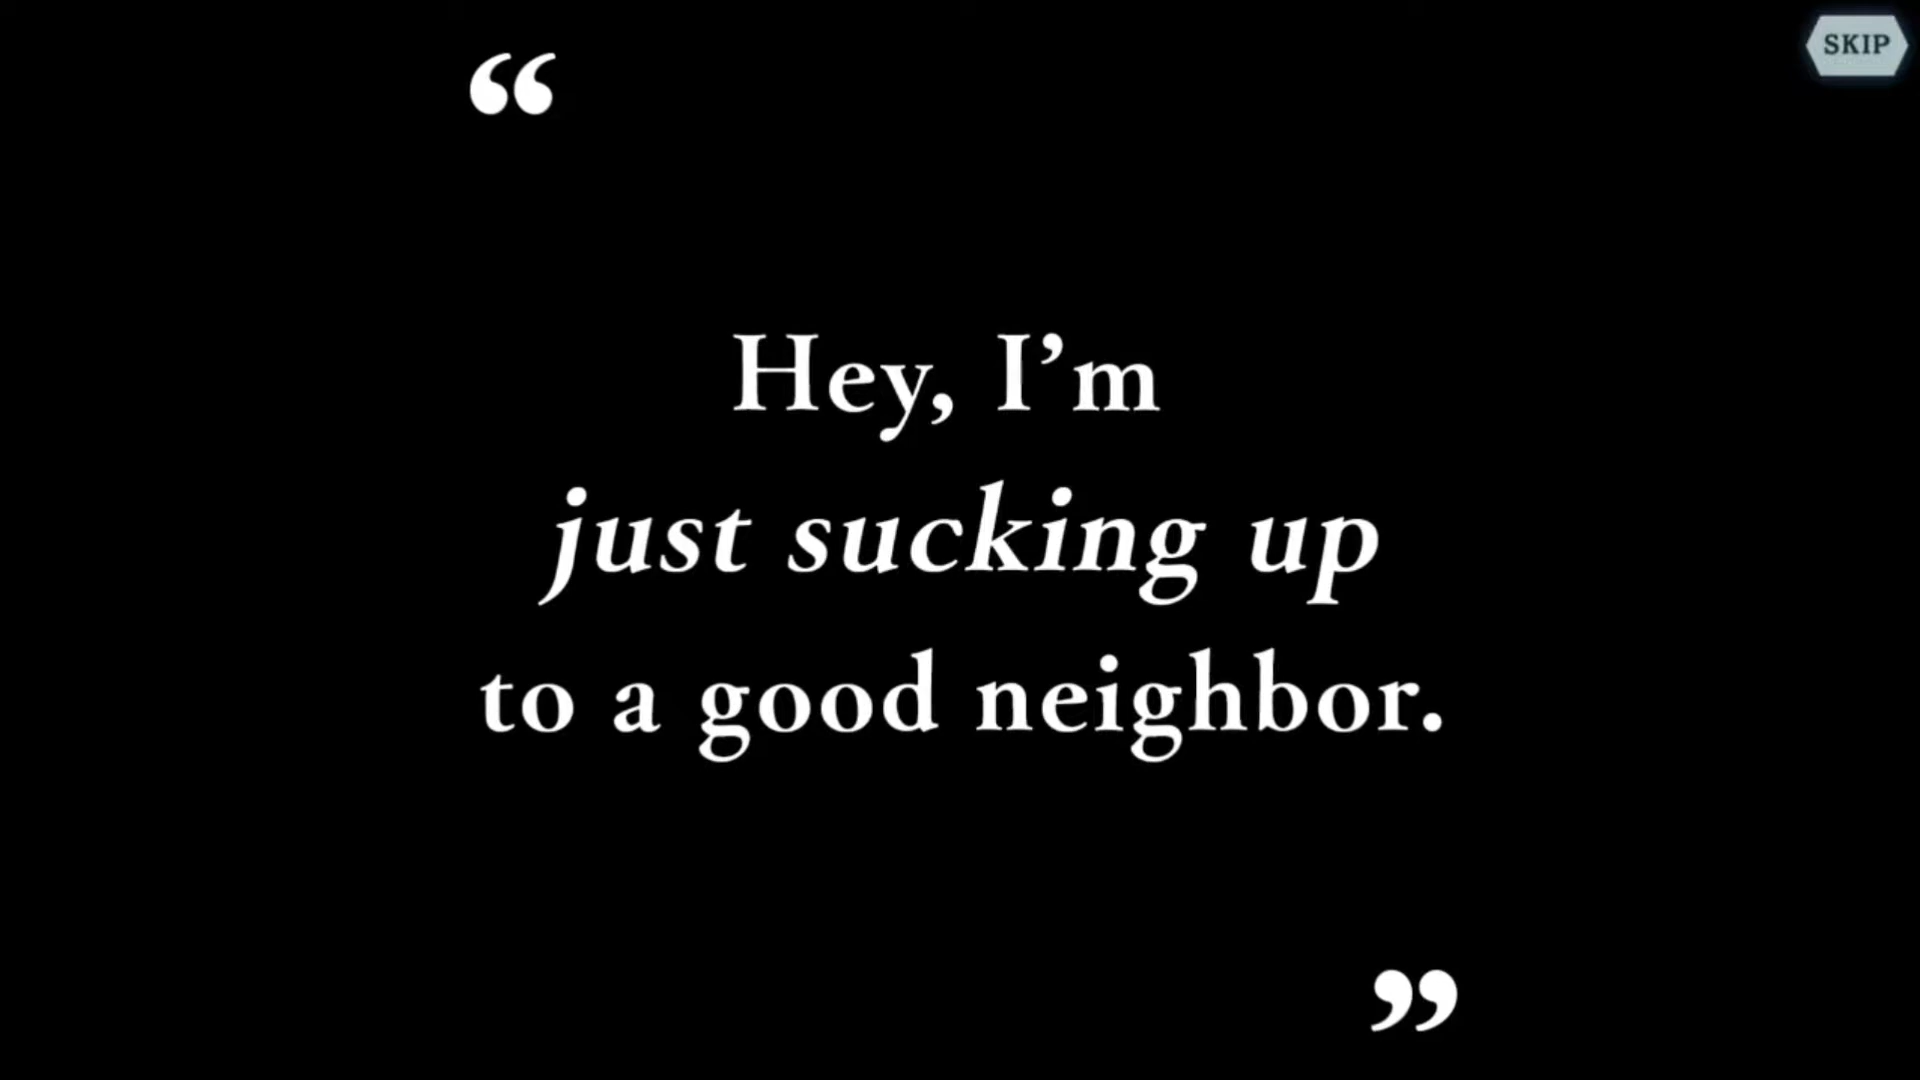 SKIP
“
Hey, I’m
just sucking up
to a good neighbor.
”